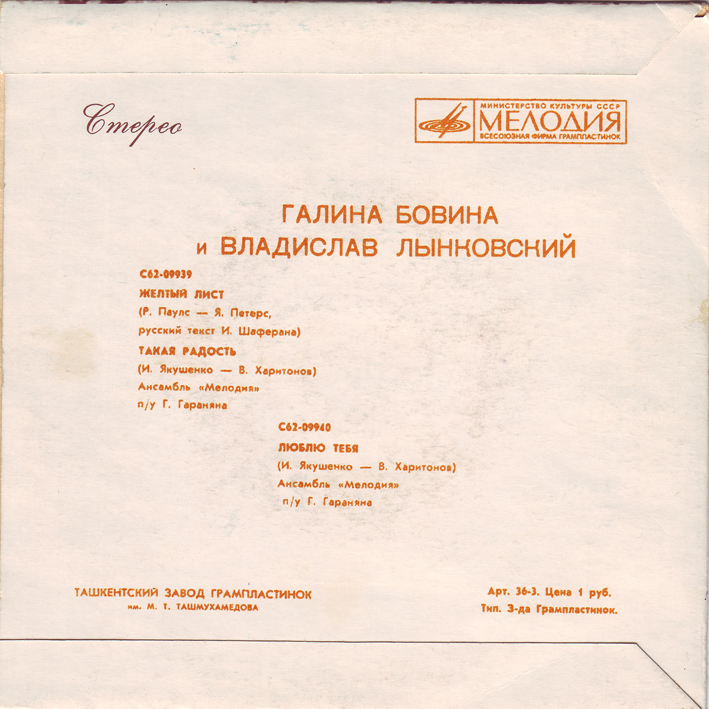 Стерео
МИНИСТЕРСТВО КУЛЬТУРЫ СССР
МЕЛОДИЯ
ВСЕСОЮЗНАЯ ФИРМА ГРАМПЛАСТИНОК
ГАЛИНА БОВИНА
и ВЛАДИСЛАВ ЛЫНКОВСКИЙ
С62-09939
ЖЕЛТЫЙ ЛИСТ
(Р. Паулс — Я. Петерс,
русский текст И. Шаферана)
ТАКАЯ РАДОСТЬ
(И. Якушенко — В. Харитонов)
Ансамбль «Мелодия»
п/у Г. Гараняна
С62-09940
ЛЮБЛЮ ТЕБЯ
(И. Якушенко — В. Харитонов)
Ансамбль «Мелодия»
п/у Г. Гараняна
ТАШКЕНТСКИЙ ЗАВОД ГРАМПЛАСТИНОК
им. М. Т. ТАШМУХАМЕДОВА
Арт. 36-3. Цена 1 руб.
Тип. З-да Грампластинок.